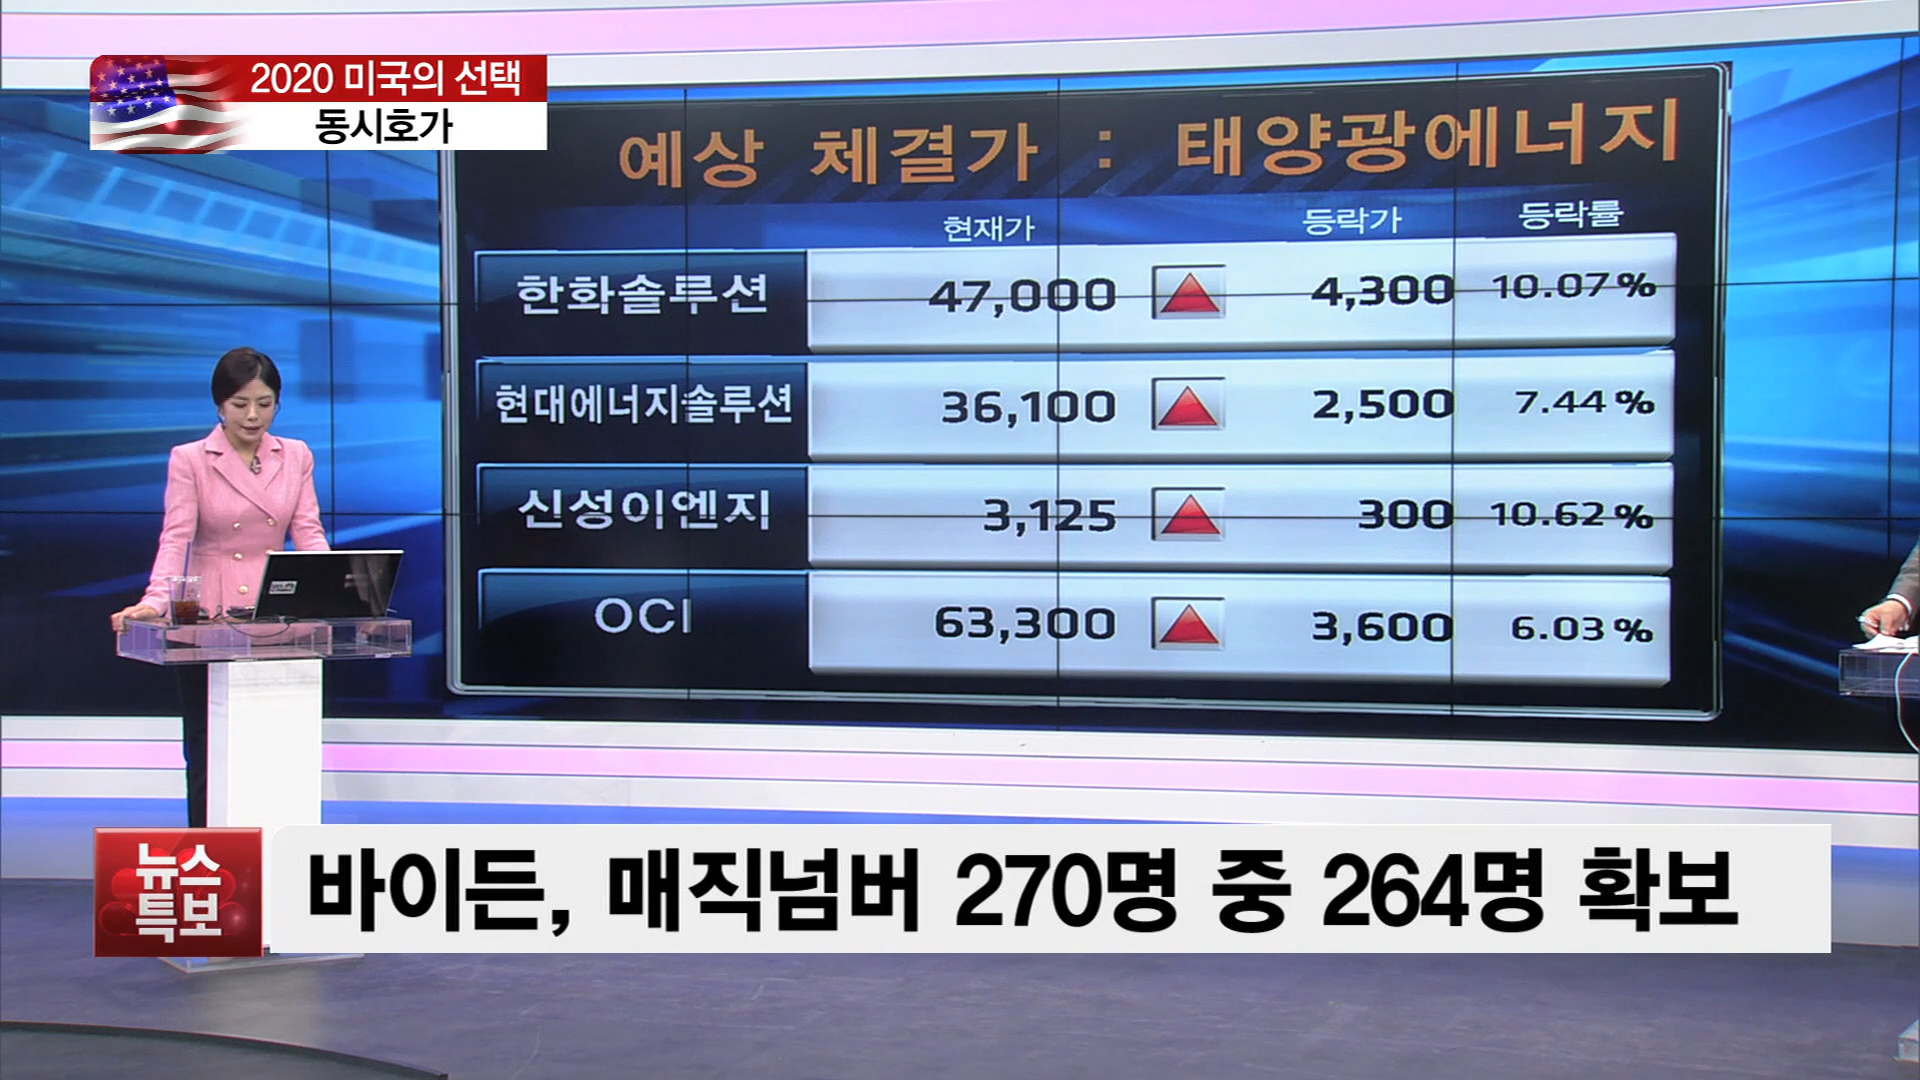 2020 미국의 선택
동시호가
예상 체결가 : 태양광에너지
현재가 등락가 등락률
한화솔루션 47,000 4,300 10.07%
현대에너지솔루션 36,100 2,500 7.44%
신성이엔지 3,125 300 10.62%
OCI 63,300 3,600 6.03%
뉴스
특보
바이든, 매직넘버 270명 중 264명 확보